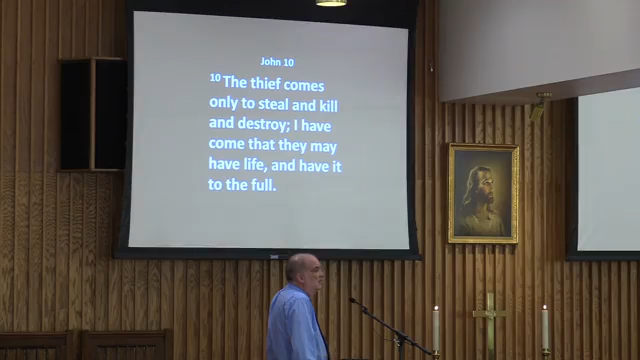 John 10
10 The thief comes
only to steal and kill
and destroy; I have
come that they may
have life, and have it
to the full.